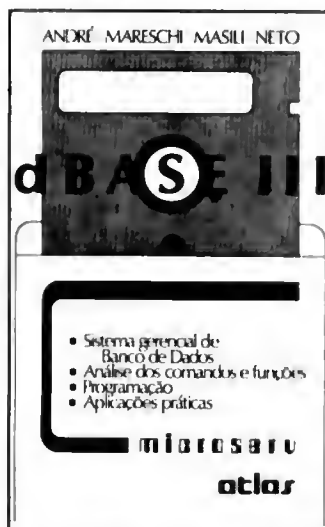 ANDRÉ MARESCHI MASILI NETO
dBASE III
• Sistema gerencial de
Banco de Dados
• Análise dos comandos e funções
• Programação
• Aplicações práticas
microserv
atlas